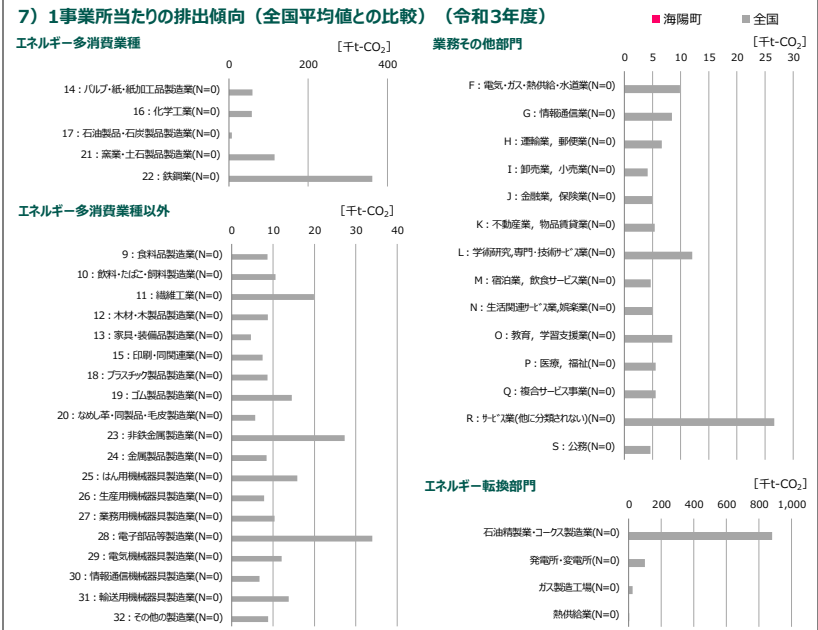 7）1事業所当たりの排出傾向（全国平均値との比較）（令和3年度）
■海陽町 ■全国
エネルギー多消費業種
[千t-CO₂]
0 200 400
14：パルプ・紙・紙加工品製造業(N=0)
16：化学工業(N=0)
17：石油製品・石炭製品製造業(N=0)
21：窯業・土石製品製造業(N=0)
22：鉄鋼業(N=0)
エネルギー多消費業種以外
[千t-CO₂]
0 10 20 30 40
9：食料品製造業(N=0)
10：飲料・たばこ・飼料製造業(N=0)
11：繊維工業(N=0)
12：木材・木製品製造業(N=0)
13：家具・装備品製造業(N=0)
15：印刷・同関連業(N=0)
18：プラスチック製品製造業(N=0)
19：ゴム製品製造業(N=0)
20：なめし革・同製品・毛皮製造業(N=0)
23：非鉄金属製造業(N=0)
24：金属製品製造業(N=0)
25：はん用機械器具製造業(N=0)
26：生産用機械器具製造業(N=0)
27：業務用機械器具製造業(N=0)
28：電子部品等製造業(N=0)
29：電気機械器具製造業(N=0)
30：情報通信機械器具製造業(N=0)
31：輸送用機械器具製造業(N=0)
32：その他の製造業(N=0)
業務その他部門
[千t-CO₂]
0 5 10 15 20 25 30
F：電気・ガス・熱供給・水道業(N=0)
G：情報通信業(N=0)
H：運輸業，郵便業(N=0)
I：卸売業，小売業(N=0)
J：金融業，保険業(N=0)
K：不動産業，物品賃貸業(N=0)
L：学術研究,専門・技術ｻｰﾋﾞｽ業(N=0)
M：宿泊業，飲食サービス業(N=0)
N：生活関連ｻｰﾋﾞｽ業,娯楽業(N=0)
O：教育，学習支援業(N=0)
P：医療，福祉(N=0)
Q：複合サービス事業(N=0)
R：ｻｰﾋﾞｽ業(他に分類されない)(N=0)
S：公務(N=0)
エネルギー転換部門
[千t-CO₂]
0 200 400 600 800 1,000
石油精製業・コークス製造業(N=0)
発電所・変電所(N=0)
ガス製造工場(N=0)
熱供給業(N=0)